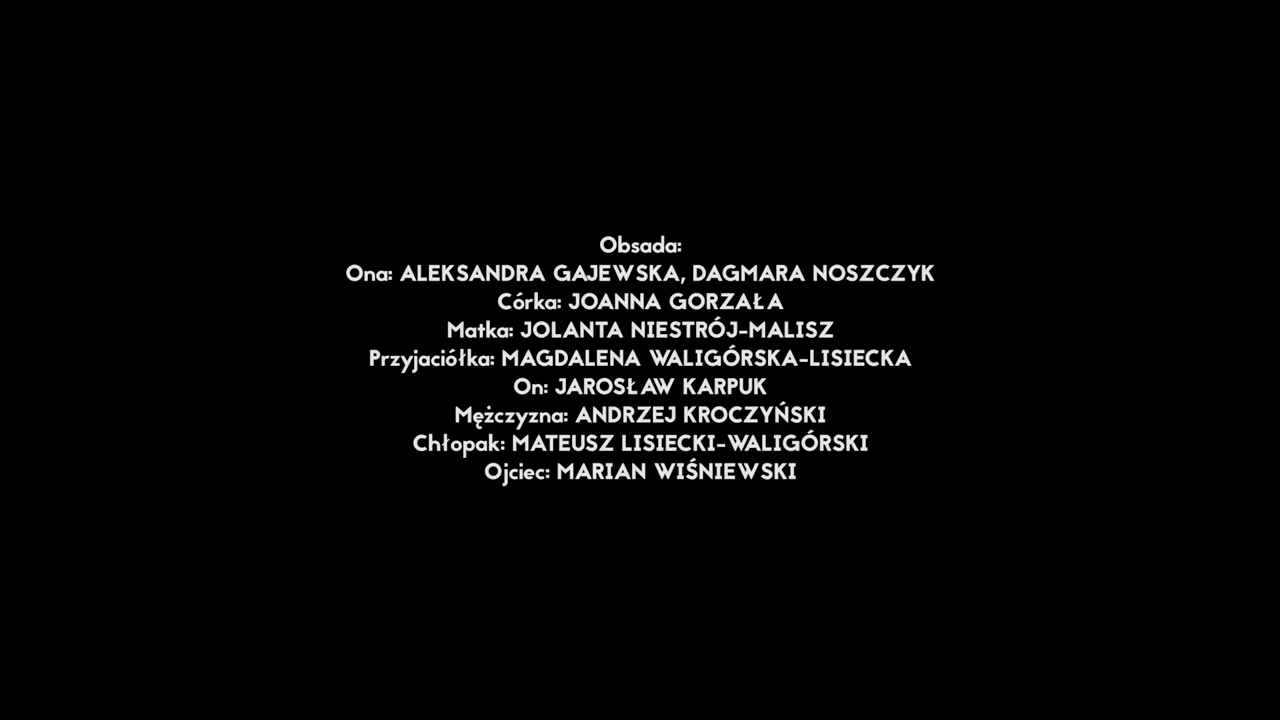 Obsada:
Ona: ALEKSANDRA GAJEWSKA, DAGMARA NOSZCZYK
Córka: JOANNA GORZAŁA
Matka: JOLANTA NIESTRÓJ-MALISZ
Przyjaciółka: MAGDALENA WALIGÓRSKA-LISIECKA
On: JAROSŁAW KARPUK
Mężczyzna: ANDRZEJ KROCZYŃSKI
Chłopak: MATEUSZ LISIECKI-WALIGÓRSKI
Ojciec: MARIAN WIŚNIEWSKI